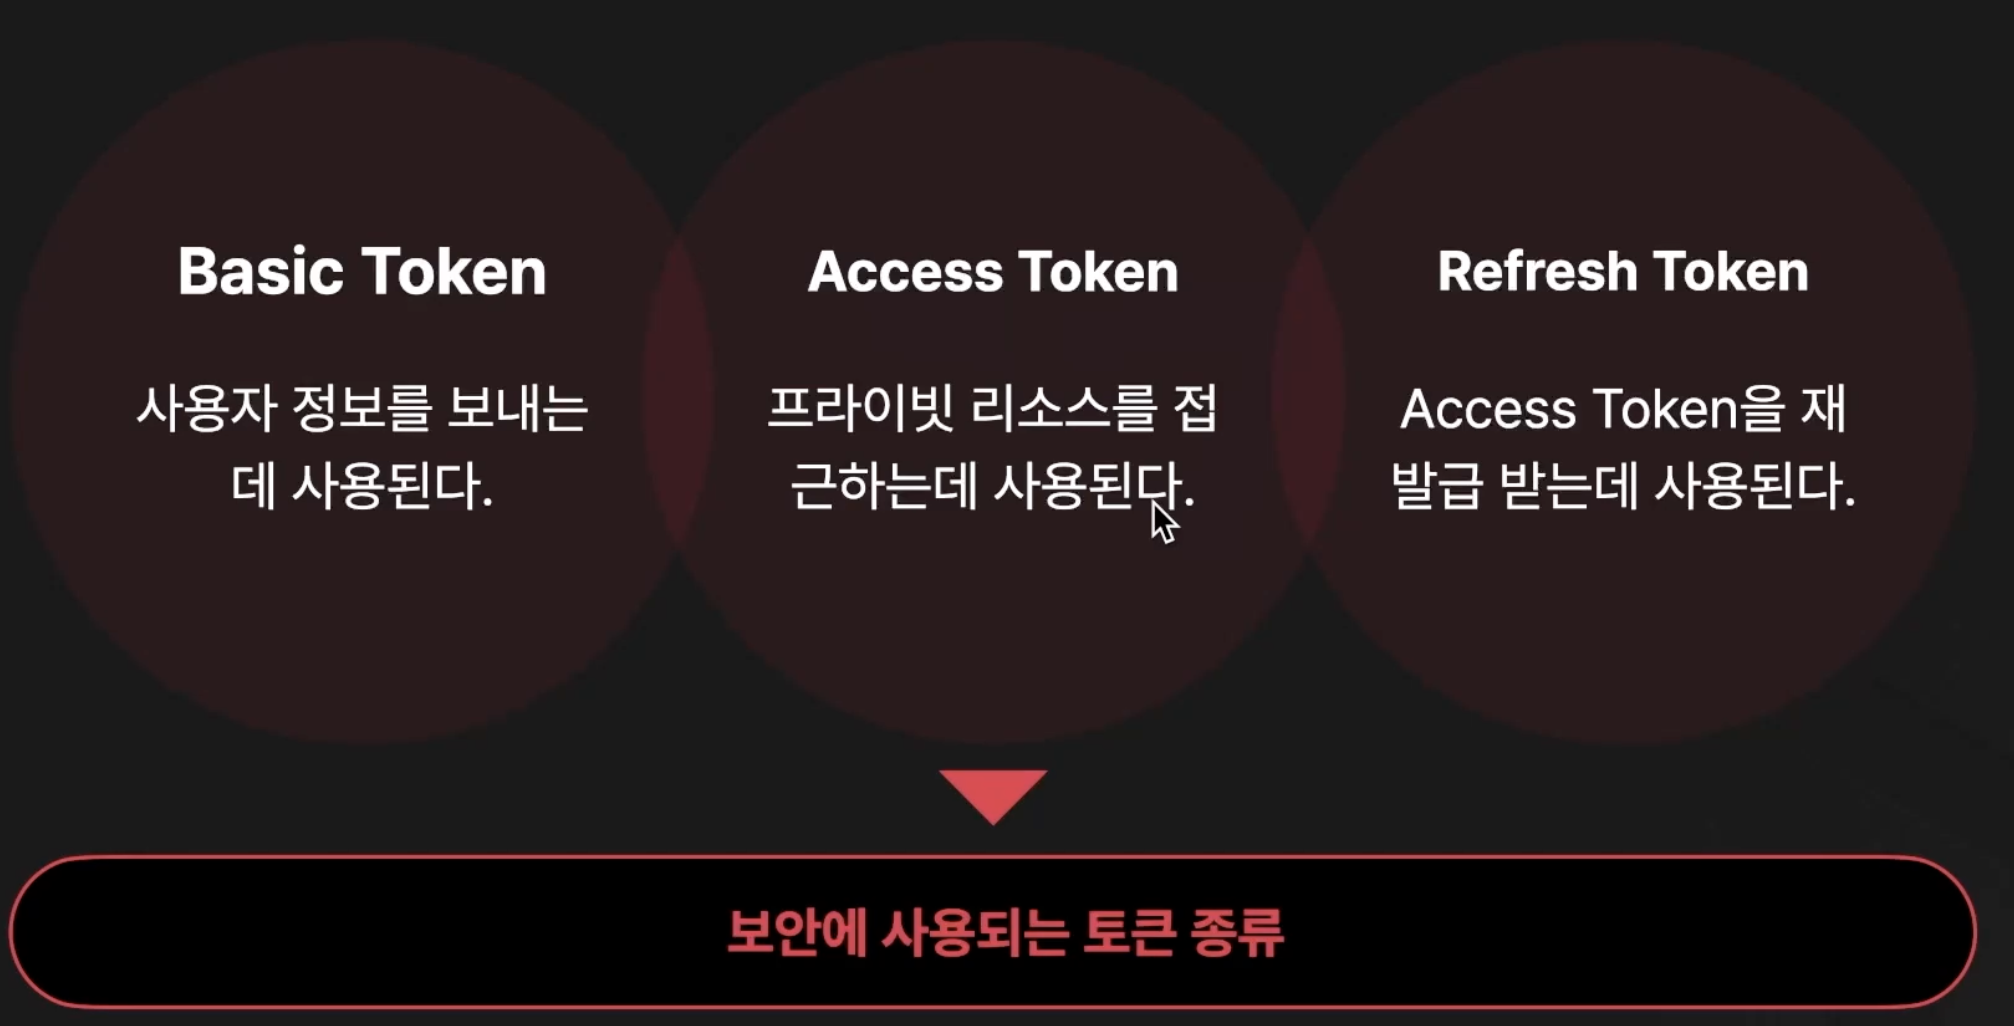 Basic Token
사용자 정보를 보내는
데 사용된다.
Access Token
프라이빗 리소스를 접
근하는데 사용된다.
Refresh Token
Access Token을 재
발급 받는데 사용된다.
보안에 사용되는 토큰 종류